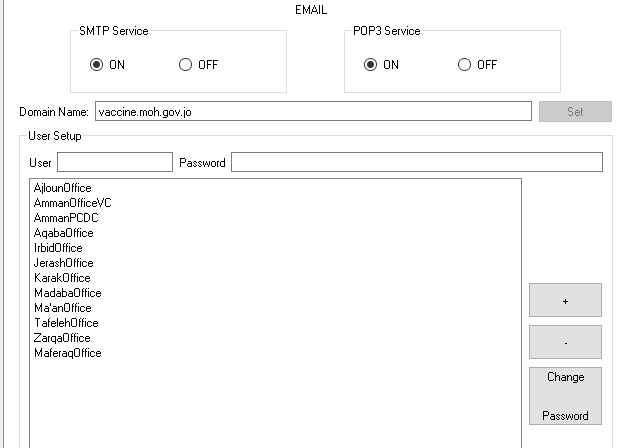 EMAIL
SMTP Service
POP3 Service
ON
OFF
ON
OFF
Domain Name: vaccine.moh.gov.jo
Set
User Setup
User
Password
AjlounOffice
AmmanOfficeVC
AmmanPCDC
AqabaOffice
IrbidOffice
JerashOffice
KarakOffice
MadabaOffice
Ma'anOffice
TafelehOffice
ZarqaOffice
MaferaqOffice
+
-
Change
Password